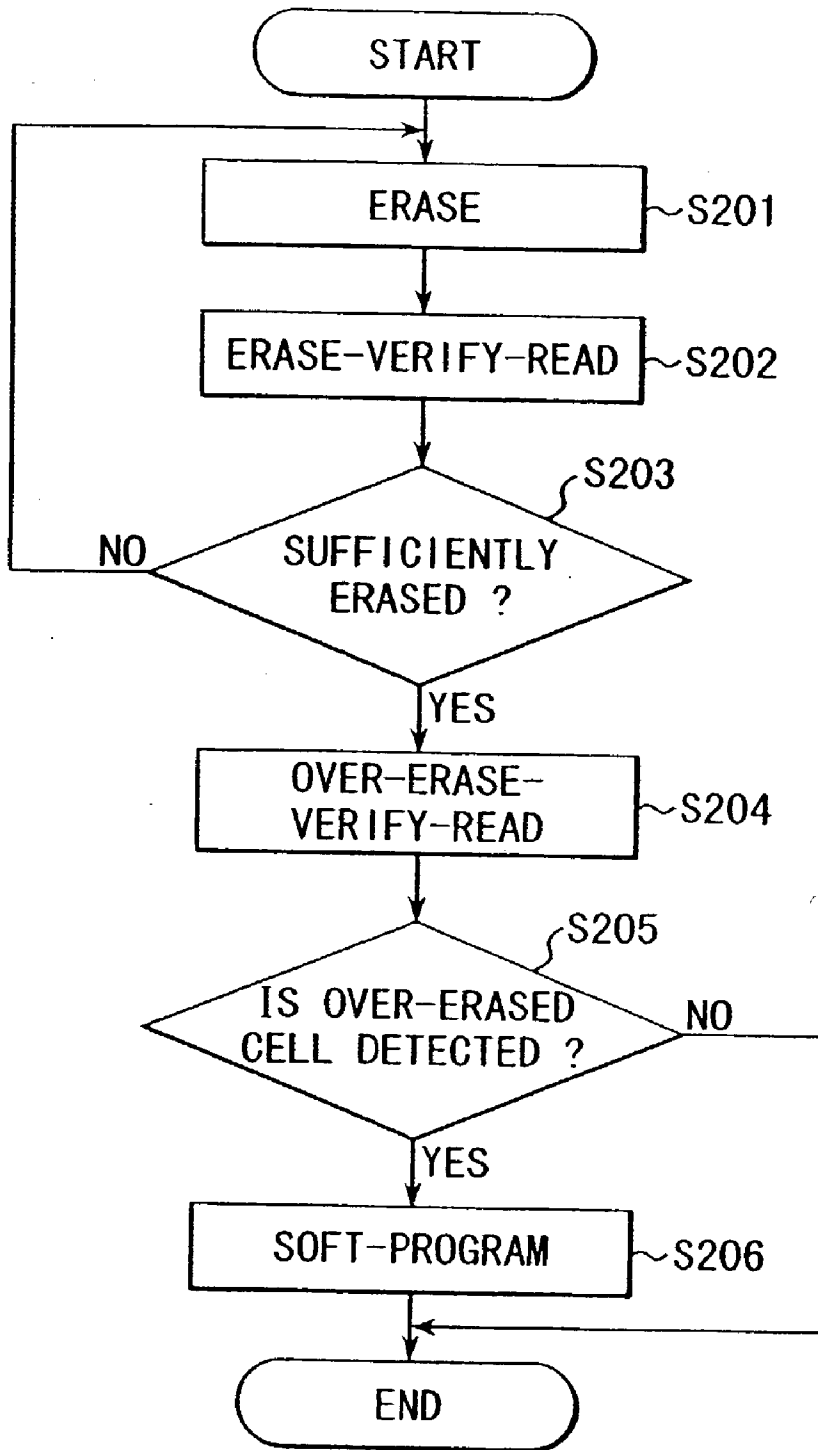 START
ERASE
S201
ERASE-VERIFY-READ
S202
S203
NO
SUFFICIENTLY
ERASED ?
YES
OVER-ERASE-
VERIFY-READ
S204
S205
IS OVER-ERASED
CELL DETECTED ?
NO
YES
SOFT-PROGRAM
S206
END